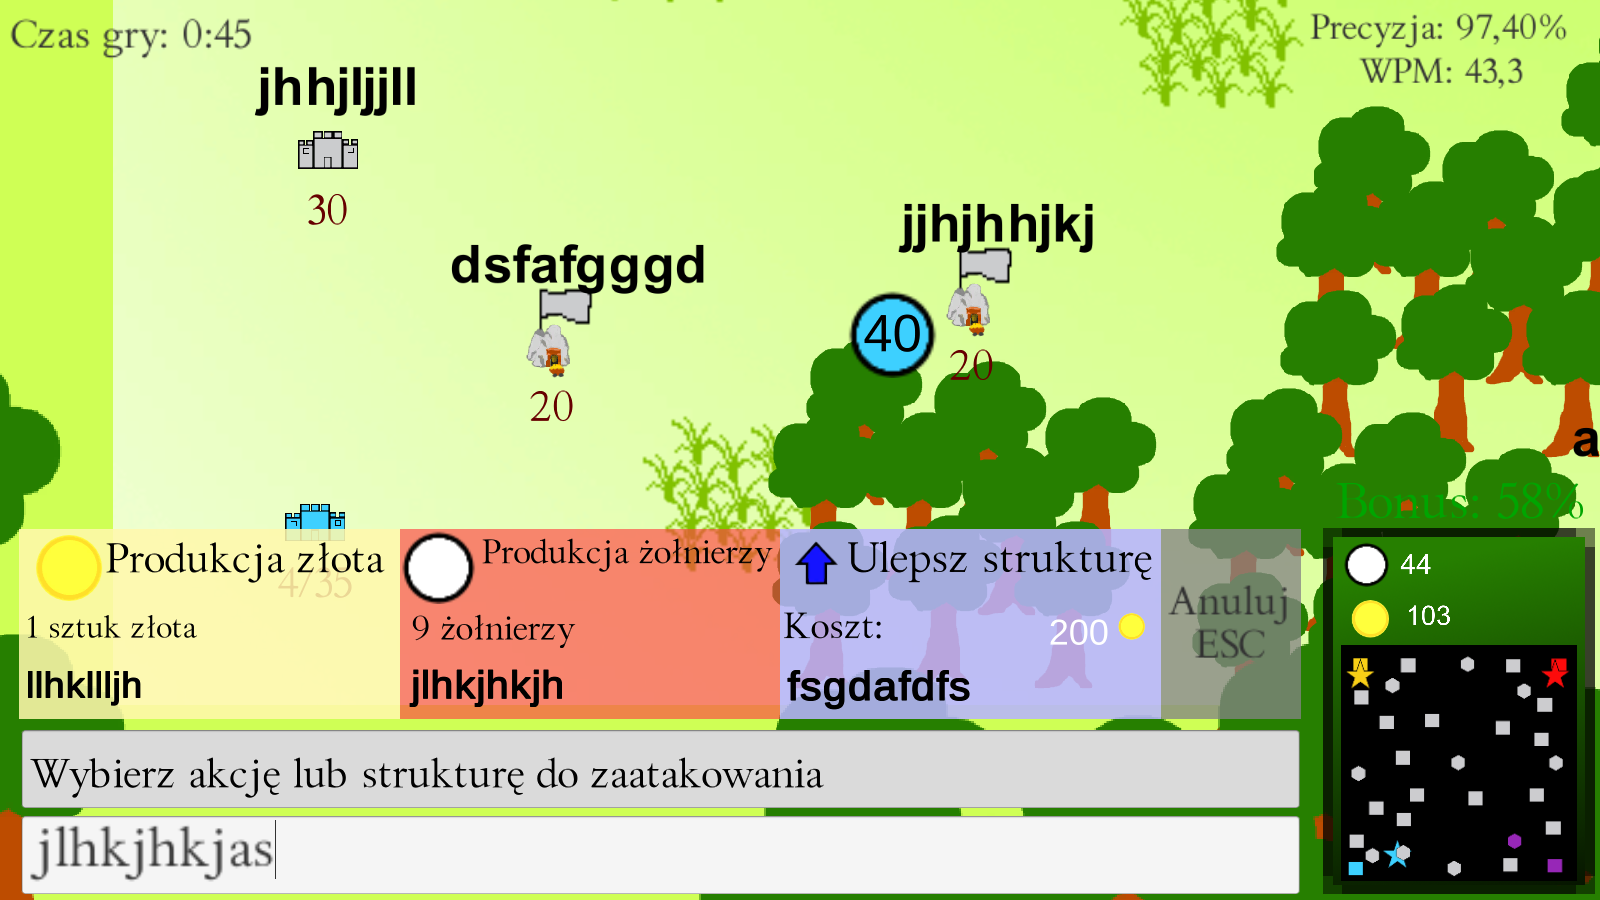 Czas gry: 0:45
Precyzja: 97,40%
WPM: 43,3
jhhjljjll
30
dsfafgggd
20
jjhjhhjkj
40
20
a
Bonus: 58%
4/35
Produkcja złota
1 sztuk złota
llhkllljh
Produkcja żołnierzy
9 żołnierzy
jlhkjhkjh
Ulepsz strukturę
Koszt: 200
fsgdafdfs
Anuluj
ESC
44
103
Wybierz akcję lub strukturę do zaatakowania
jlhkjhkjas